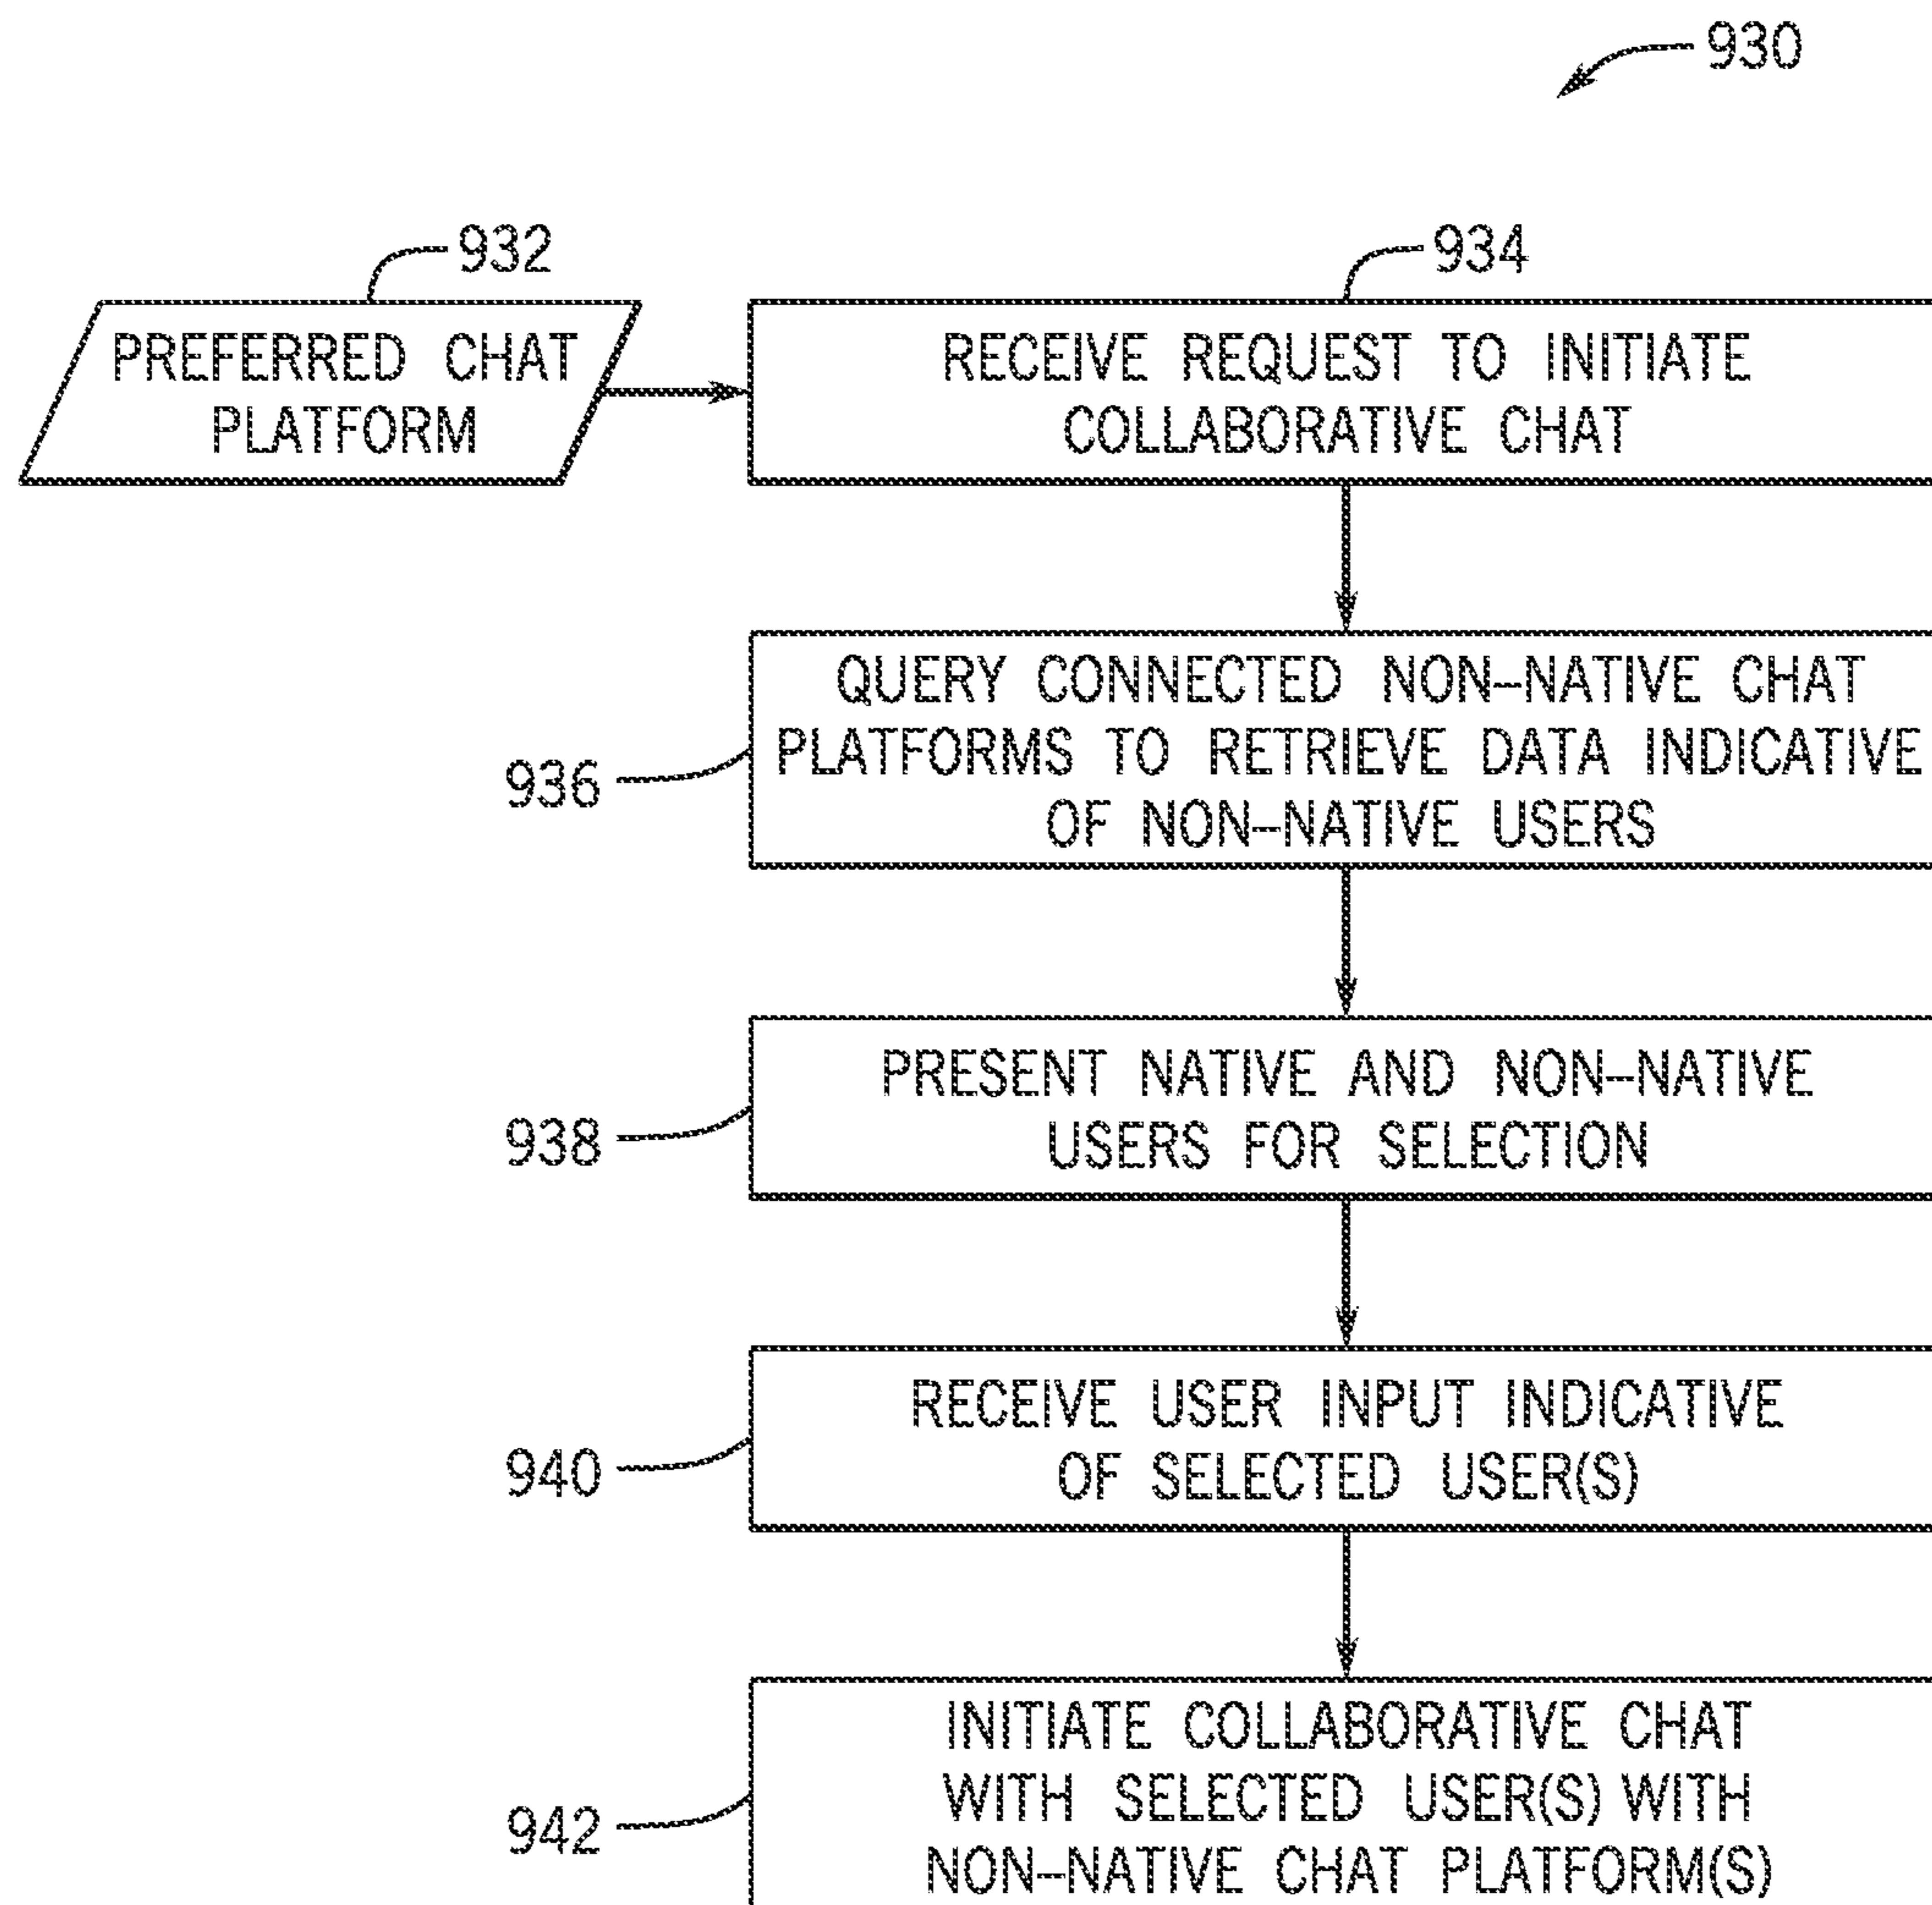 930
932
934
PREFERRED CHAT
PLATFORM
RECEIVE REQUEST TO INITIATE
COLLABORATIVE CHAT
936
QUERY CONNECTED NON-NATIVE CHAT
PLATFORMS TO RETRIEVE DATA INDICATIVE
OF NON-NATIVE USERS
938
PRESENT NATIVE AND NON-NATIVE
USERS FOR SELECTION
940
RECEIVE USER INPUT INDICATIVE
OF SELECTED USER(S)
942
INITIATE COLLABORATIVE CHAT
WITH SELECTED USER(S) WITH
NON-NATIVE CHAT PLATFORM(S)